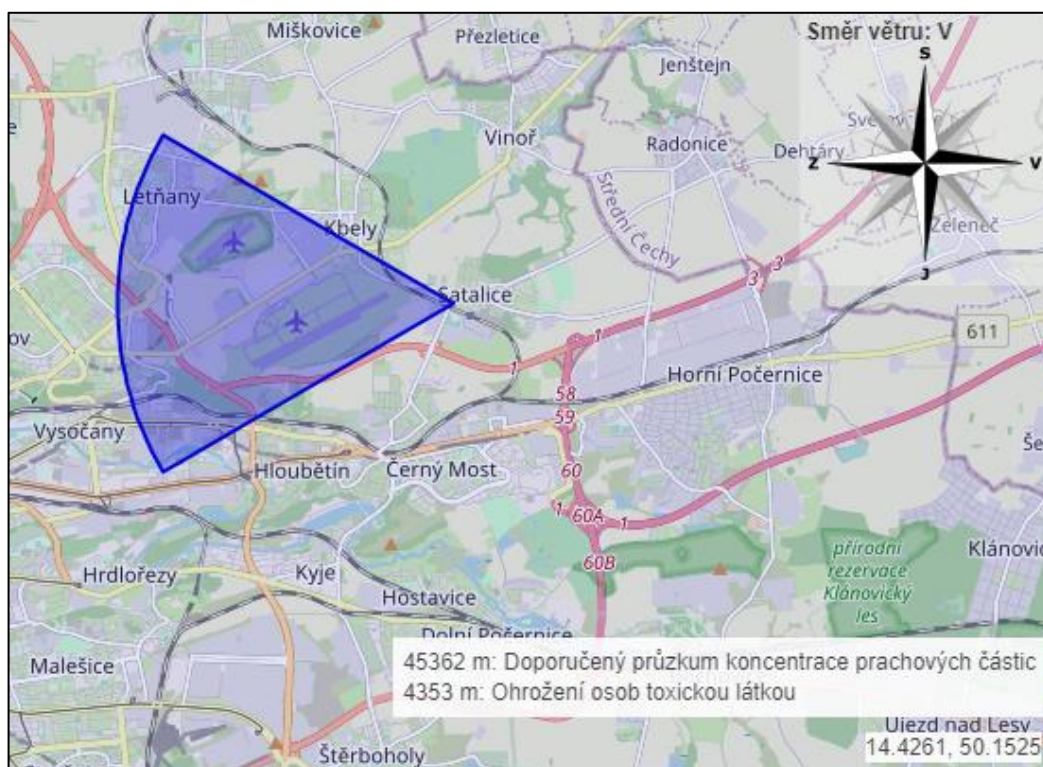 Miškovice
Přezletice
Směr větru: V
S
Jenštejn
Vinoř
Radonice
Dehtáry
Z
V
Letňany
Střední Čechy
Kbely
Zeleneč
J
Satalice
3
3
1
1
611
Horní Počernice
58
59
Vysočany
Hloubětín
Černý Most
60
1
60A
1
60B
přírodní
rezervace
Klánovický
les
Klánovic
Hrdlořezy
Kyje
Hostavice
Dolní Počernice
Malešice
45362 m: Doporučený průzkum koncentrace prachových částic
4353 m: Ohrožení osob toxickou látkou
Újezd nad Lesy
14.4261, 50.1525
Štěrboholy